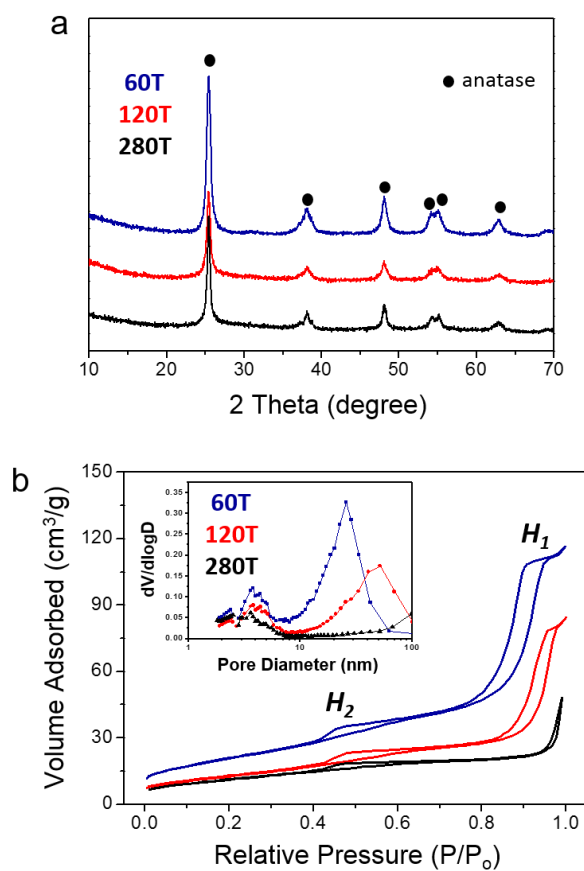 a
60T
120T
280T
● anatase
10 20 30 40 50 60 70
2 Theta (degree)
b
Volume Adsorbed (cm³/g)
150
120
90
60
30
0
0.0 0.2 0.4 0.6 0.8 1.0
Relative Pressure (P/Pₒ)
H₁
H₂
dV/dlogD
0.35
0.30
0.25
0.20
0.15
0.10
0.05
0.00
60T
120T
280T
1 10 100
Pore Diameter (nm)